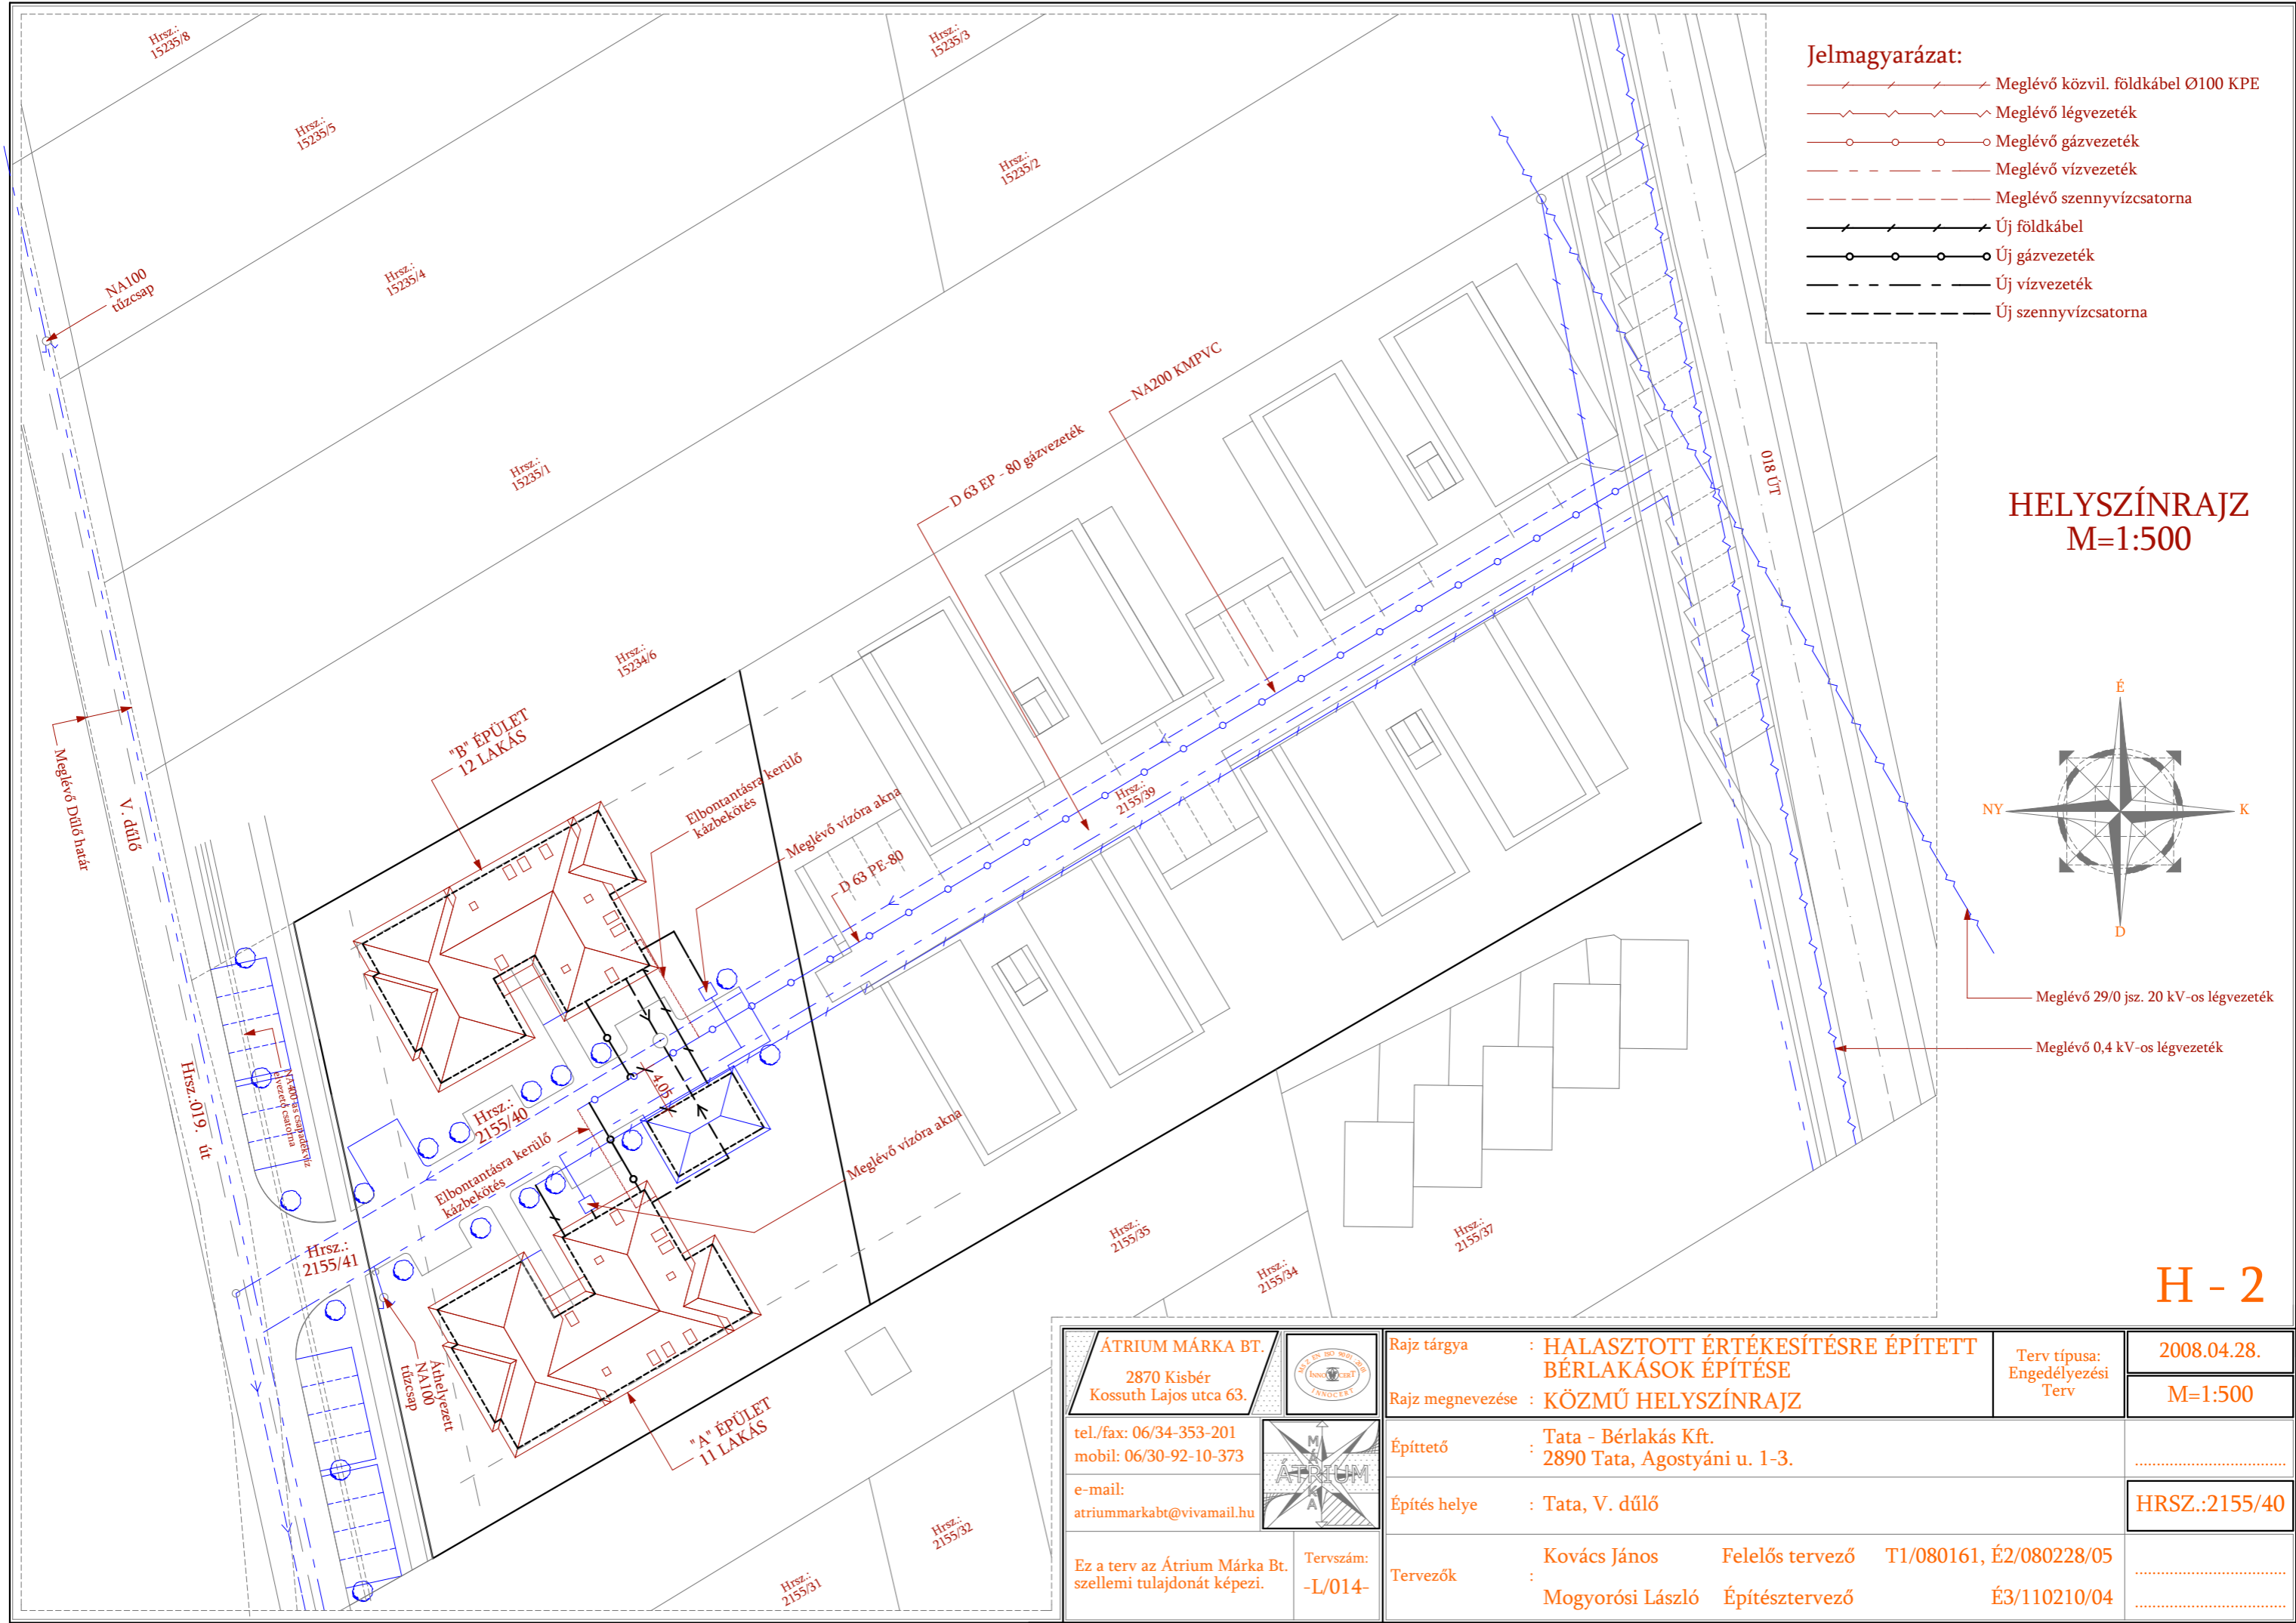 Hrsz.:
15235/8
Hrsz.:
15235/3
Hrsz.:
15235/5
Hrsz.:
15235/2
Hrsz.:
15235/4
NA100
tűzcsap
Hrsz.:
15235/1
Hrsz.:
15234/6
Jelmagyarázat:
Meglévő közvil. földkábel Ø100 KPE
Meglévő légvezeték
Meglévő gázvezeték
Meglévő vízvezeték
Meglévő szennyvízcsatorna
Új földkábel
Új gázvezeték
Új vízvezeték
Új szennyvízcsatorna
HELYSZÍNRAJZ
M=1:500
018 ÚT
NA200 KMPVC
D 63 EP - 80 gázvezeték
"B" ÉPÜLET
12 LAKÁS
Elbontantásra kerülő
kázbekötés
Meglévő vízóra akna
D 63 PE-80
Hrsz.:
2155/39
Meglévő Dűlő határ
V. dűlő
Hrsz.:019. út
NA400-as csapadékvíz
elvezető csatorna
Hrsz.:
2155/40
4.05
Elbontantásra kerülő
kázbekötés
Meglévő vízóra akna
Hrsz.:
2155/41
Áthelyezett
NA100
tűzcsap
"A" ÉPÜLET
11 LAKÁS
Hrsz.:
2155/35
Hrsz.:
2155/34
Hrsz.:
2155/37
Hrsz.:
2155/32
Hrsz.:
2155/31
É
NY
K
D
Meglévő 29/0 jsz. 20 kV-os légvezeték
Meglévő 0,4 kV-os légvezeték
H - 2
ÁTRIUM MÁRKA BT.
2870 Kisbér
Kossuth Lajos utca 63.
INNOCERT
INNOCERT
tel./fax: 06/34-353-201
mobil: 06/30-92-10-373
e-mail:
atriummarkabt@vivamail.hu
ÁTRIUM
MÁRKA
Ez a terv az Átrium Márka Bt.
szellemi tulajdonát képezi.
Tervszám:
-L/014-
Rajz tárgya : HALASZTOTT ÉRTÉKESÍTÉSRE ÉPÍTETT
BÉRLAKÁSOK ÉPÍTÉSE
Rajz megnevezése : KÖZMŰ HELYSZÍNRAJZ
Terv típusa:
Engedélyezési
Terv
2008.04.28.
M=1:500
Építtető : Tata - Bérlakás Kft.
2890 Tata, Agostyáni u. 1-3.
Építés helye : Tata, V. dűlő
HRSZ.:2155/40
Tervezők :
Kovács János Felelős tervező T1/080161, É2/080228/05
Mogyorósi László Építésztervező É3/110210/04